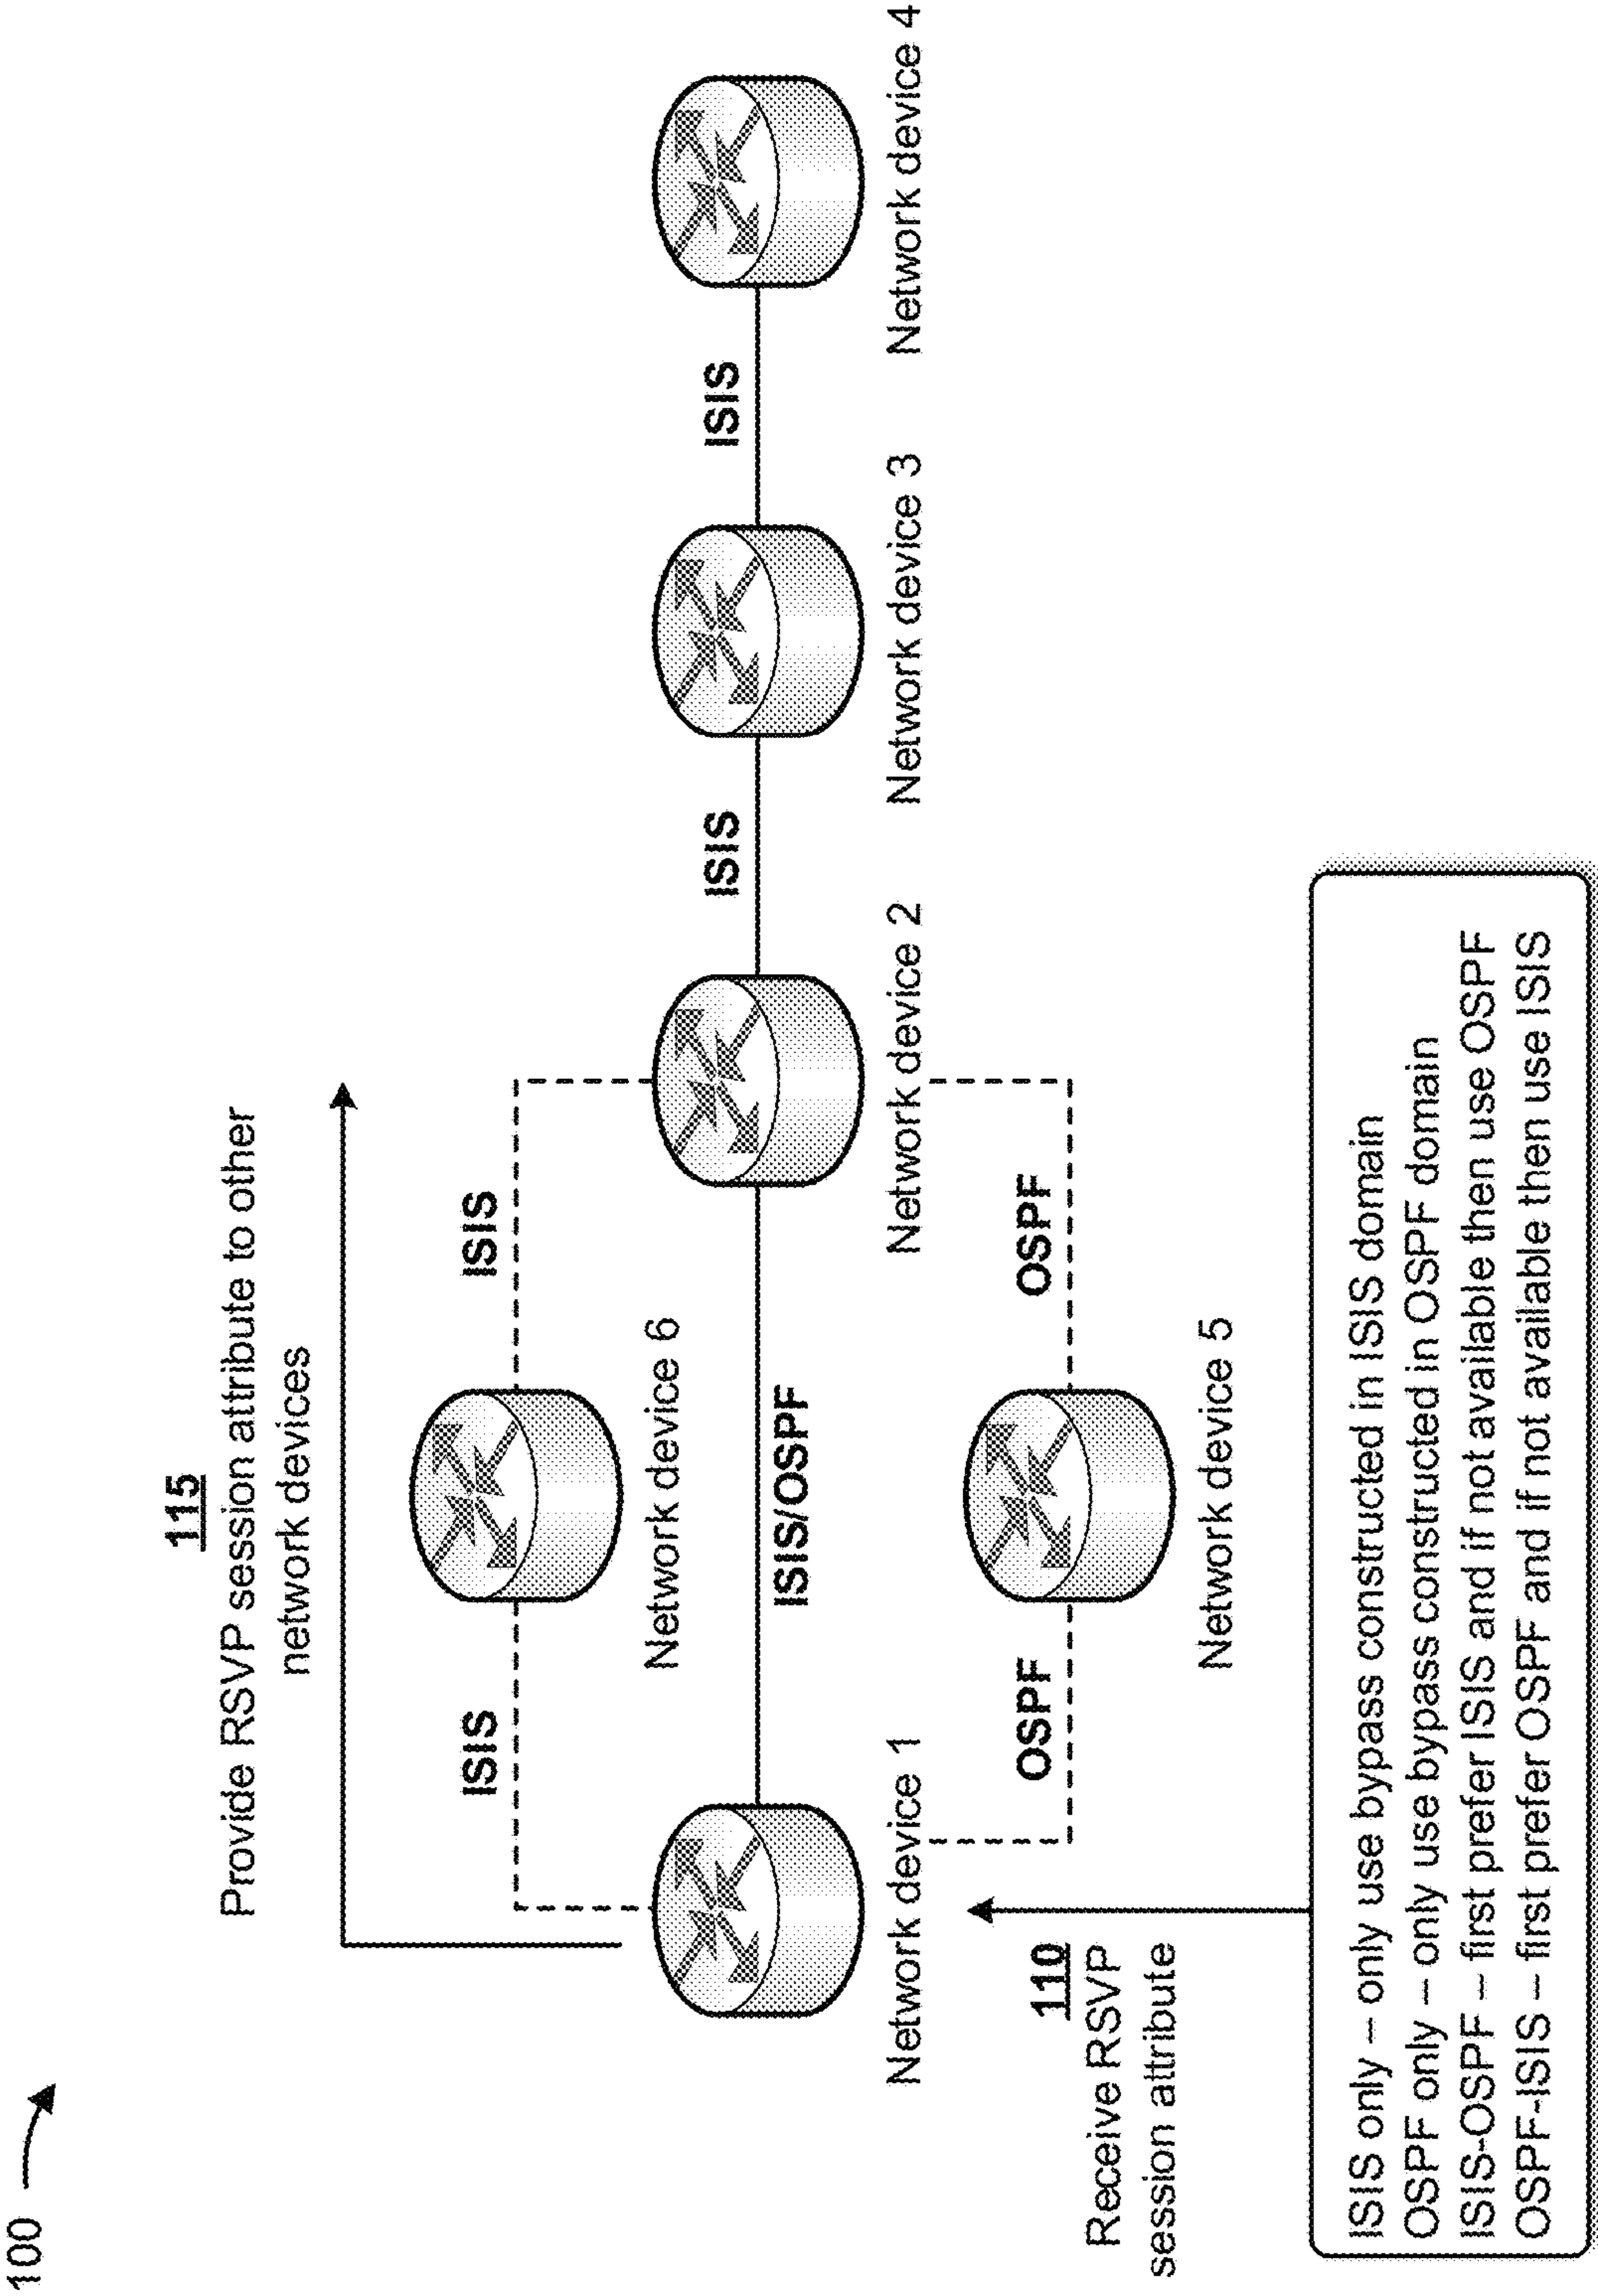 100
115
Provide RSVP session attribute to other
network devices
ISIS
ISIS
Network device 6
ISIS/OSPF
ISIS
ISIS
Network device 1
Network device 2
Network device 3
Network device 4
110
Receive RSVP
session attribute
OSPF
OSPF
Network device 5
ISIS only – only use bypass constructed in ISIS domain
OSPF only – only use bypass constructed in OSPF domain
ISIS-OSPF – first prefer ISIS and if not available then use OSPF
OSPF-ISIS – first prefer OSPF and if not available then use ISIS